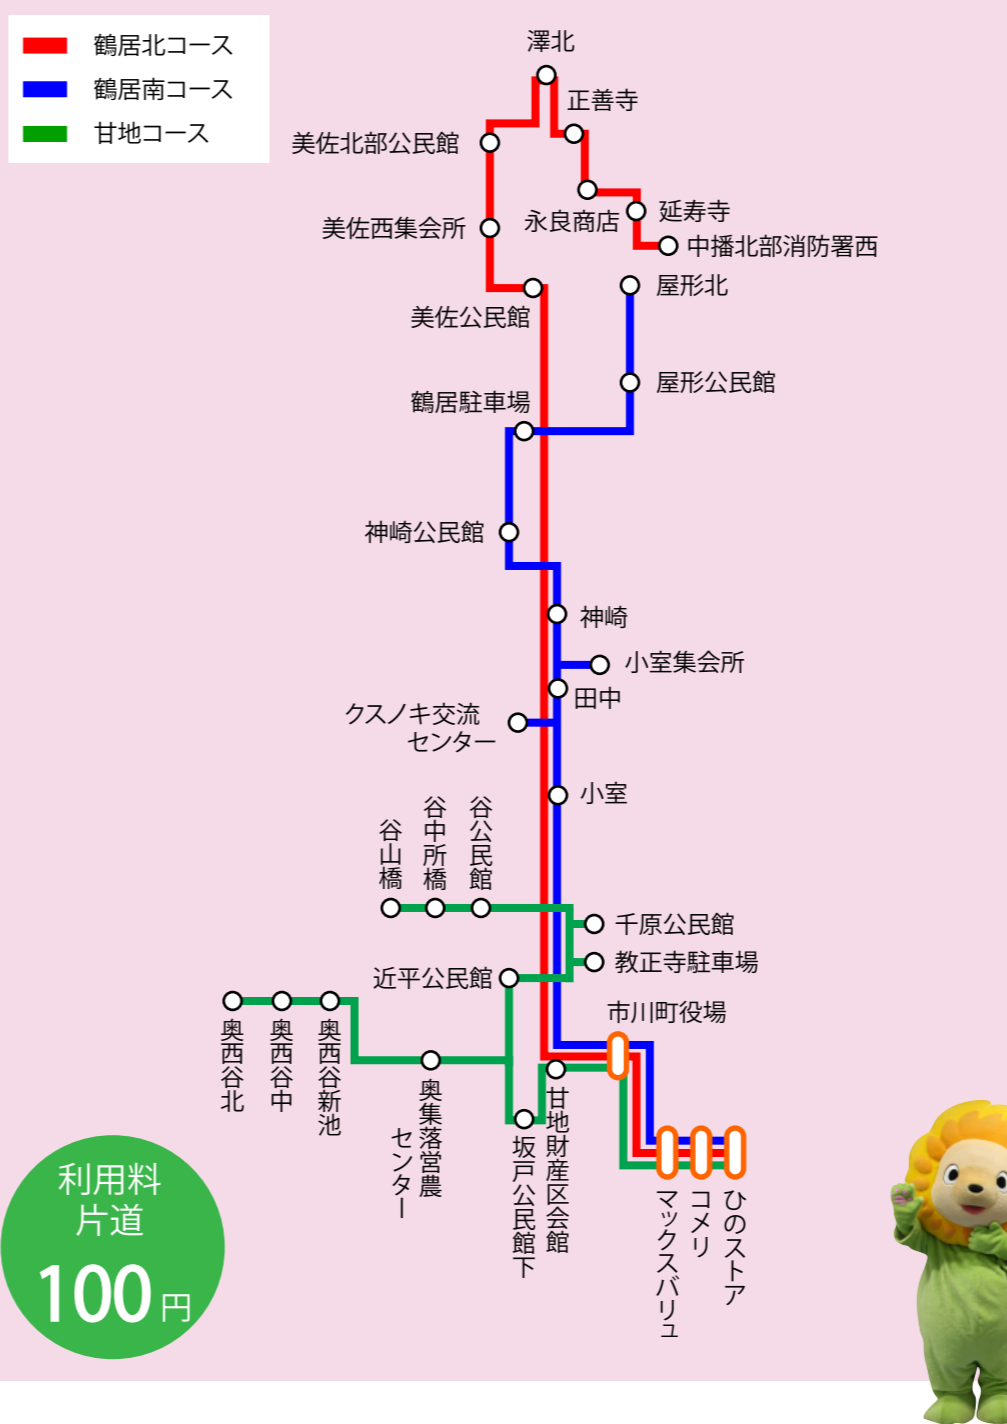 鶴居北コース
鶴居南コース
甘地コース
澤北
正善寺
美佐北部公民館
永良商店
延寿寺
美佐西集会所
中播北部消防署西
屋形北
美佐公民館
屋形公民館
鶴居駐車場
神崎公民館
神崎
小室集会所
田中
クスノキ交流
センター
小室
谷山橋
谷中所橋
谷公民館
千原公民館
教正寺駐車場
近平公民館
市川町役場
奥西谷北
奥西谷中
奥西谷新池
奥集落営農
センター
坂戸公民館下
甘地財産区会館
マックスバリュ
コメリ
ひのストア
利用料
片道
100円